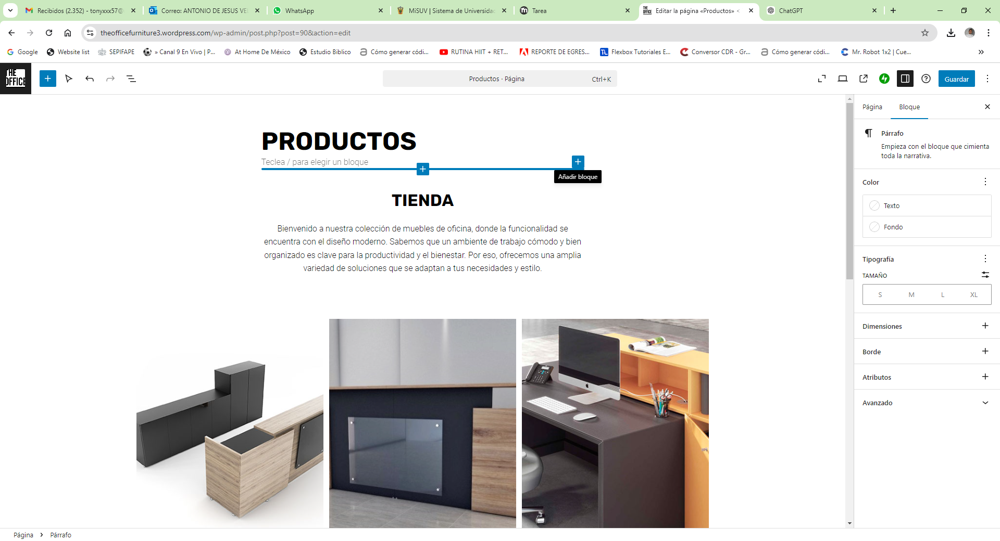 Recibidos (2.352) - tonyxxx57@
Correo: ANTONIO DE JESUS VE
WhatsApp
MiSUV | Sistema de Universidad
Tarea
Editar la página «Productos» <
ChatGPT
theofficefurniture3.wordpress.com/wp-admin/post.php?post=90&action=edit
Google
Website list
SEPIFAPE
» Canal 9 En Vivo | P...
At Home De México
Estudio Biblico
Cómo generar códi...
RUTINA HIIT + RET...
REPORTE DE EGRES...
Flexbox Tutoriales E...
Conversor CDR - Gr...
Cómo generar códi...
Mr. Robot 1x2 | Cue...
THE OFFICE
Productos · Página
Ctrl+K
Guardar
PRODUCTOS
Teclea / para elegir un bloque
Añadir bloque
TIENDA
Bienvenido a nuestra colección de muebles de oficina, donde la funcionalidad se
encuentra con el diseño moderno. Sabemos que un ambiente de trabajo cómodo y bien
organizado es clave para la productividad y el bienestar. Por eso, ofrecemos una amplia
variedad de soluciones que se adaptan a tus necesidades y estilo.
Página
Bloque
Párrafo
Empieza con el bloque que cimienta
toda la narrativa.
Color
Texto
Fondo
Tipografía
TAMAÑO
S M L XL
Dimensiones
Borde
Atributos
Avanzado
Página > Párrafo